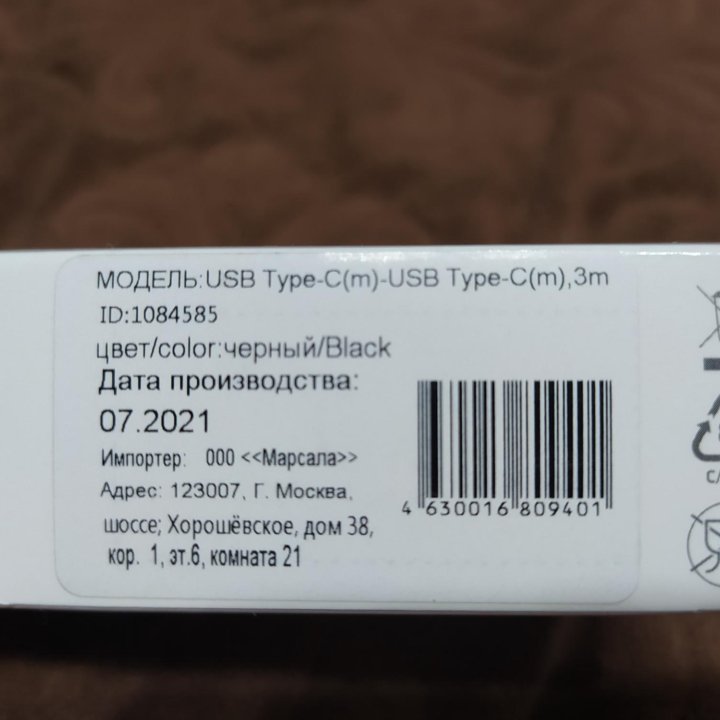 МОДЕЛЬ:USB Type-C(m)-USB Type-C(m),3m
ID:1084585
цвет/color:черный/Black
Дата производства:
07.2021
Импортер: ООО <<Марсала>>
Адрес: 123007, Г. Москва,
шоссе; Хорошёвское, дом 38,
кор. 1, эт.6, комната 21
4 630016 809401
C/